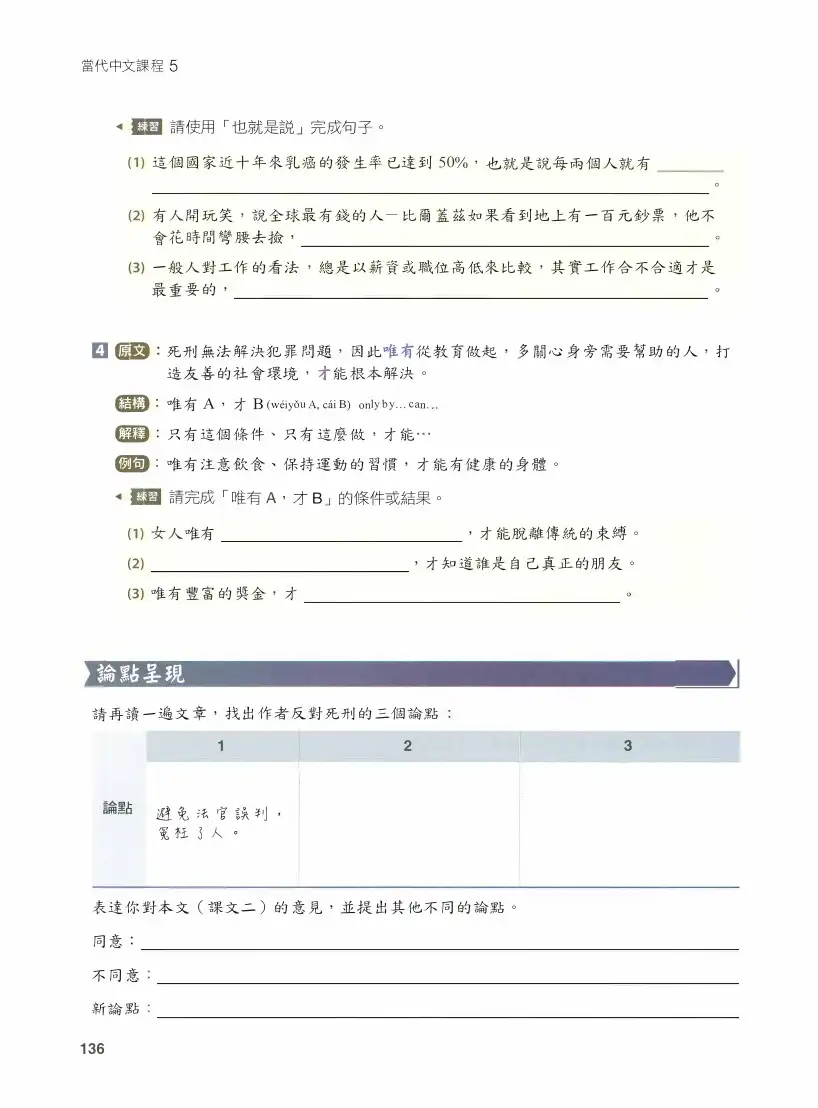 當代中文課程 5
練習 請使用「也就是說」完成句子。
(1) 這個國家近十年來乳癌的發生率已達到 50%，也就是說每兩個人就有
。
(2) 有人開玩笑，說全球最有錢的人－比爾蓋茲如果看到地上有一百元鈔票，他不
會花時間彎腰去撿， 。
(3) 一般人對工作的看法，總是以薪資或職位高低來比較，其實工作合不合適才是
最重要的， 。
4 原文：死刑無法解決犯罪問題，因此唯有從教育做起，多關心身旁需要幫助的人，打
造友善的社會環境，才能根本解決。
結構：唯有 A，才 B (wéiyǒu A, cái B) only by… can…
解釋：只有這個條件、只有這麼做，才能…
例句：唯有注意飲食、保持運動的習慣，才能有健康的身體。
練習 請完成「唯有 A，才 B」的條件或結果。
(1) 女人唯有 ，才能脫離傳統的束縛。
(2) ，才知道誰是自己真正的朋友。
(3) 唯有豐富的獎金，才 。
論點呈現
請再讀一遍文章，找出作者反對死刑的三個論點：
1 2 3
論點
避免法官誤判，
冤枉了人。
表達你對本文（課文二）的意見，並提出其他不同的論點。
同意：
不同意：
新論點：
136